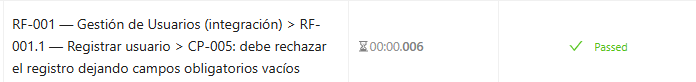 RF-001 — Gestión de Usuarios (integración) > RF-
001.1 — Registrar usuario > CP-005: debe rechazar
el registro dejando campos obligatorios vacíos
00:00.006
Passed